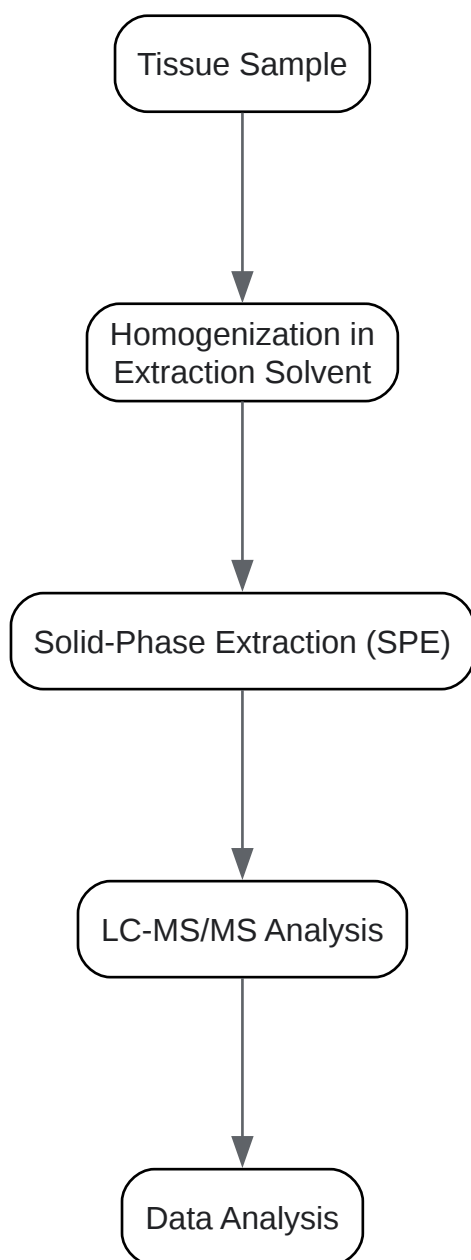 Tissue Sample
Homogenization in
Extraction Solvent
Solid-Phase Extraction (SPE)
LC-MS/MS Analysis
Data Analysis